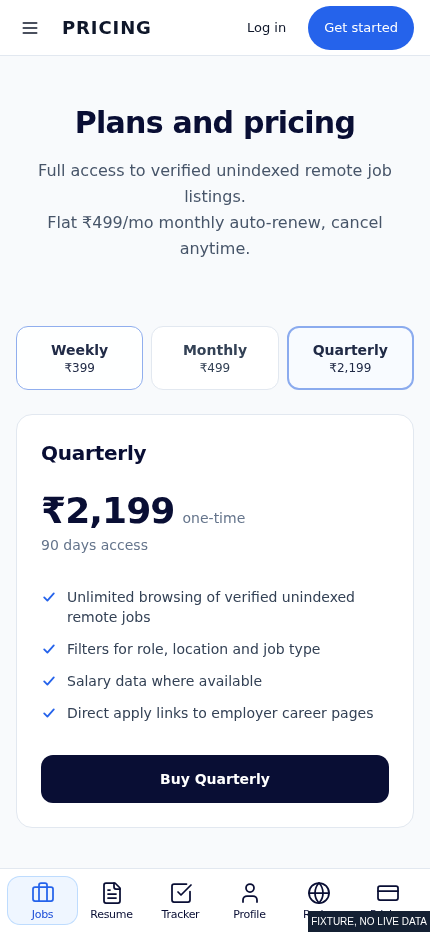 PRICING
Log in
Get started
Plans and pricing
Full access to verified unindexed remote job
listings.
Flat ₹499/mo monthly auto-renew, cancel
anytime.
Weekly
₹399
Monthly
₹499
Quarterly
₹2,199
Quarterly
₹2,199 one-time
90 days access
Unlimited browsing of verified unindexed
remote jobs
Filters for role, location and job type
Salary data where available
Direct apply links to employer career pages
Buy Quarterly
Jobs
Resume
Tracker
Profile
FIXTURE, NO LIVE DATA